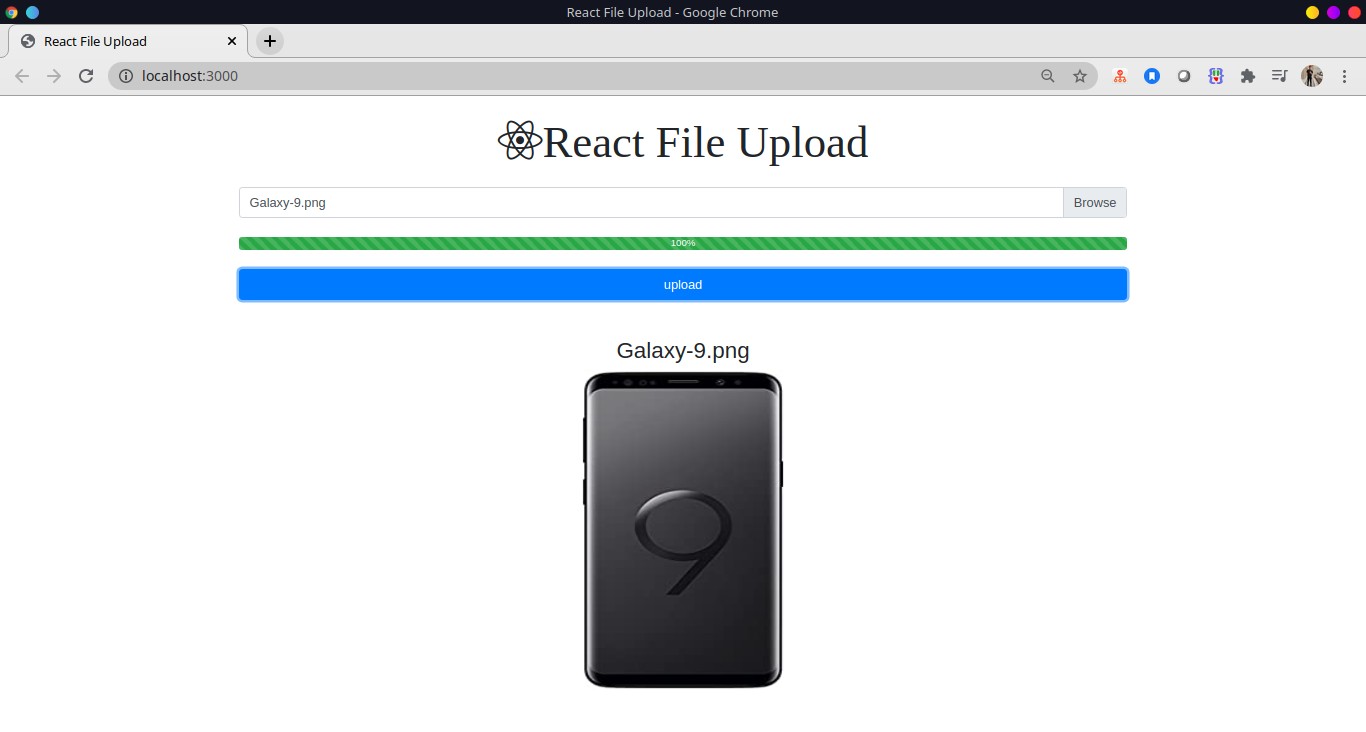 React File Upload - Google Chrome
React File Upload
localhost:3000
React File Upload
Galaxy-9.png
Browse
100%
upload
Galaxy-9.png
9